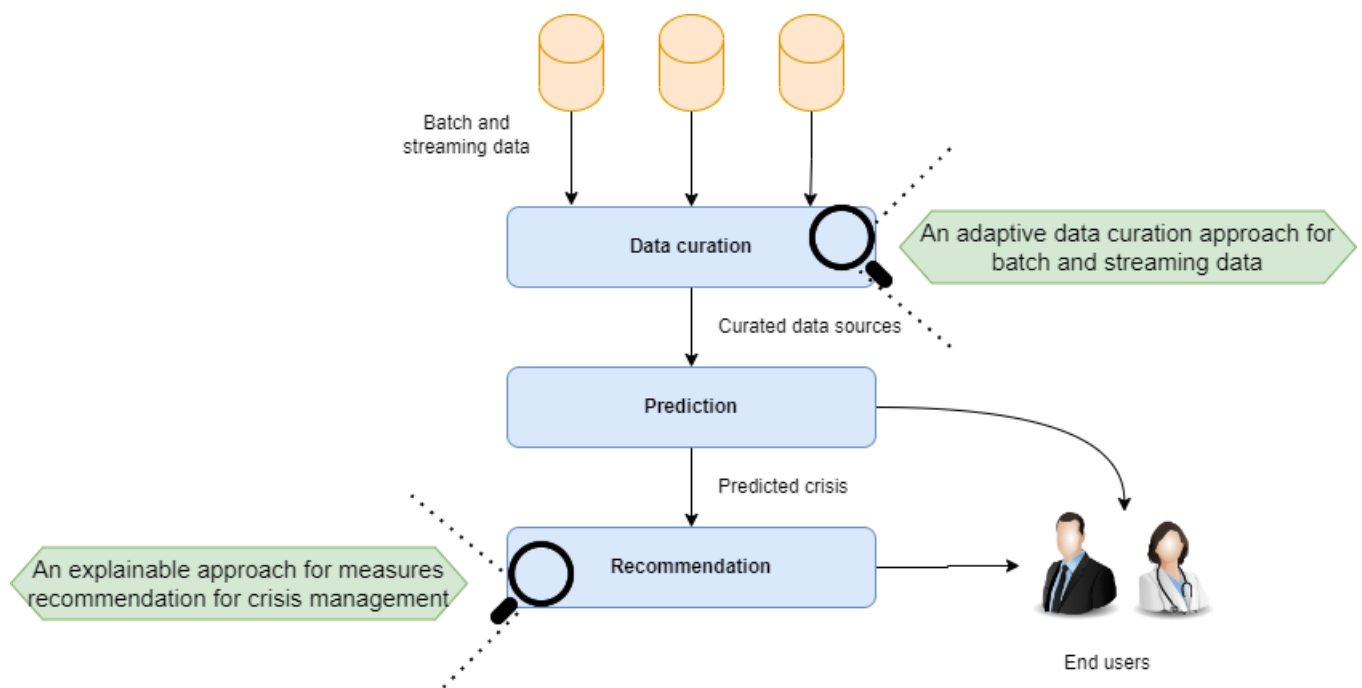 Batch and
streaming data
Data curation
An adaptive data curation approach for
batch and streaming data
Curated data sources
Prediction
Predicted crisis
An explainable approach for measures
recommendation for crisis management
Recommendation
End users